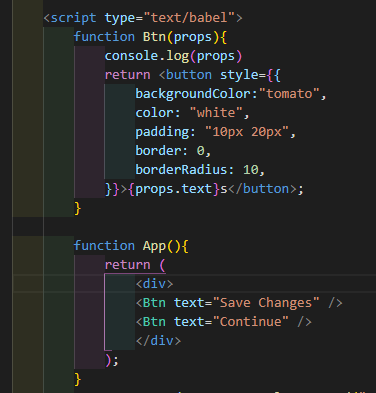 <script type="text/babel">
function Btn(props){
console.log(props)
return <button style={{
backgroundColor:"tomato",
color: "white",
padding: "10px 20px",
border: 0,
borderRadius: 10,
}}>{props.text}s</button>;
}
function App(){
return (
<div>
<Btn text="Save Changes" />
<Btn text="Continue" />
</div>
);
}